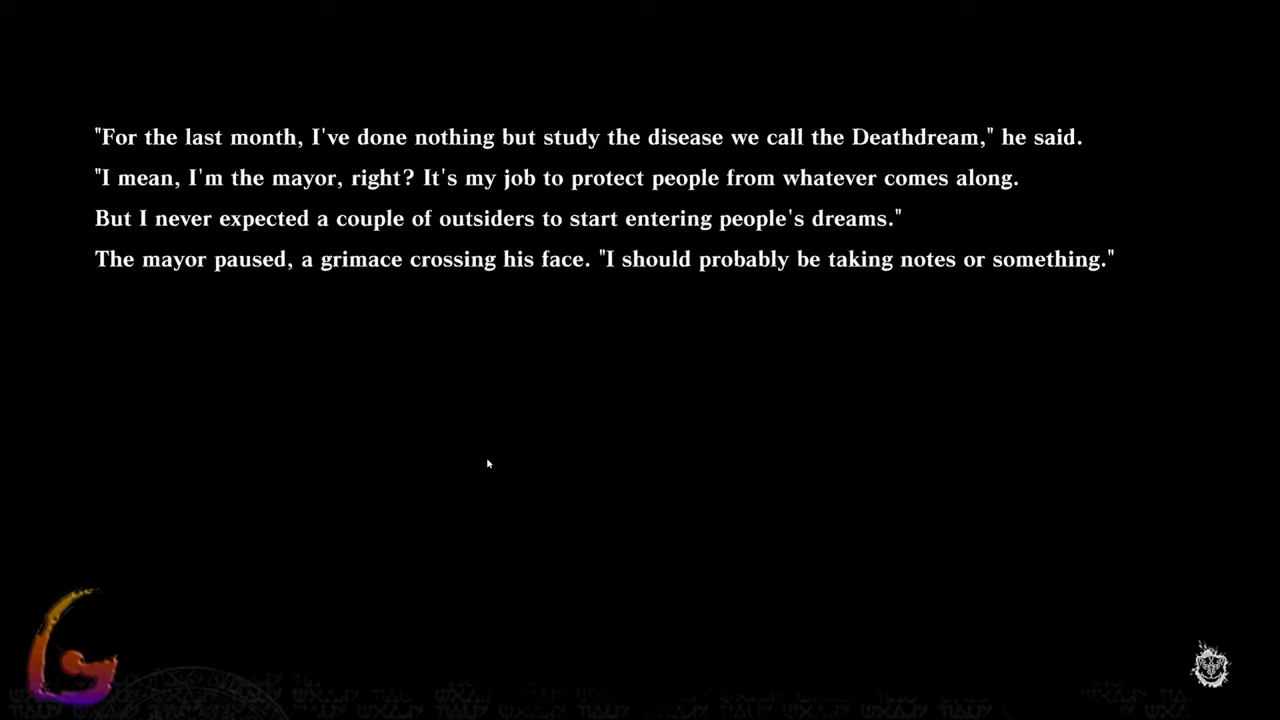 "For the last month, I've done nothing but study the disease we call the Deathdream," he said.
"I mean, I'm the mayor, right? It's my job to protect people from whatever comes along.
But I never expected a couple of outsiders to start entering people's dreams."
The mayor paused, a grimace crossing his face. "I should probably be taking notes or something."